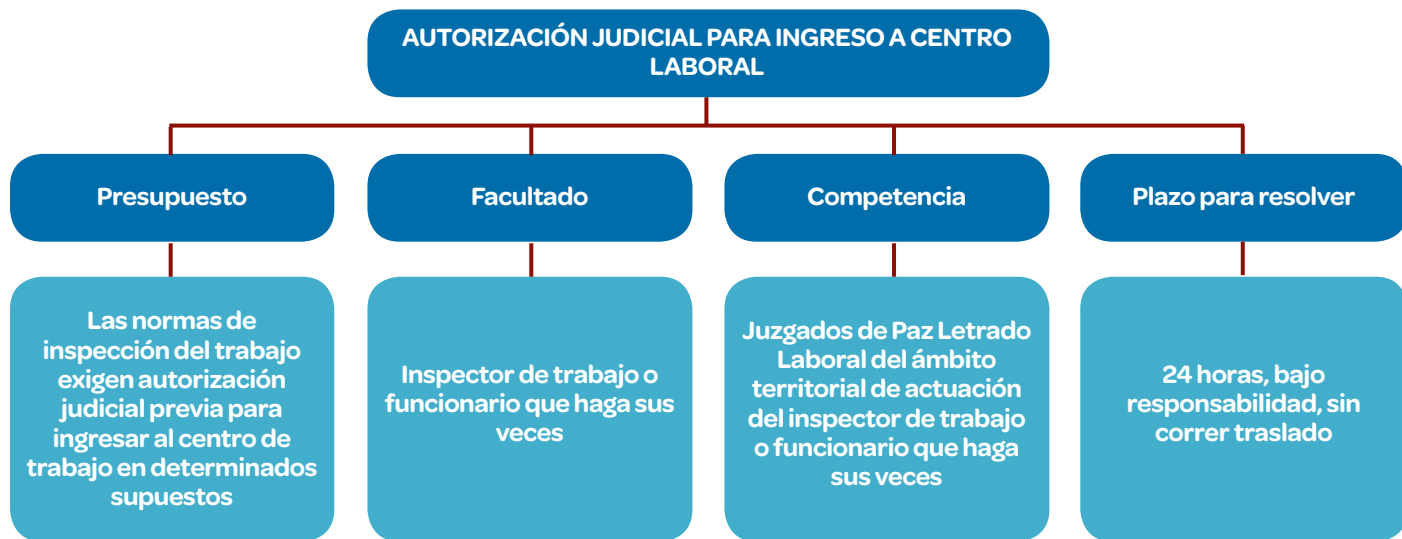 AUTORIZACIÓN JUDICIAL PARA INGRESO A CENTRO
LABORAL
Presupuesto
Facultado
Competencia
Plazo para resolver
Las normas de
inspección del trabajo
exigen autorización
judicial previa para
ingresar al centro de
trabajo en determinados
supuestos
Inspector de trabajo o
funcionario que haga sus
veces
Juzgados de Paz Letrado
Laboral del ámbito
territorial de actuación
del inspector de trabajo
o funcionario que haga
sus veces
24 horas, bajo
responsabilidad, sin
correr traslado